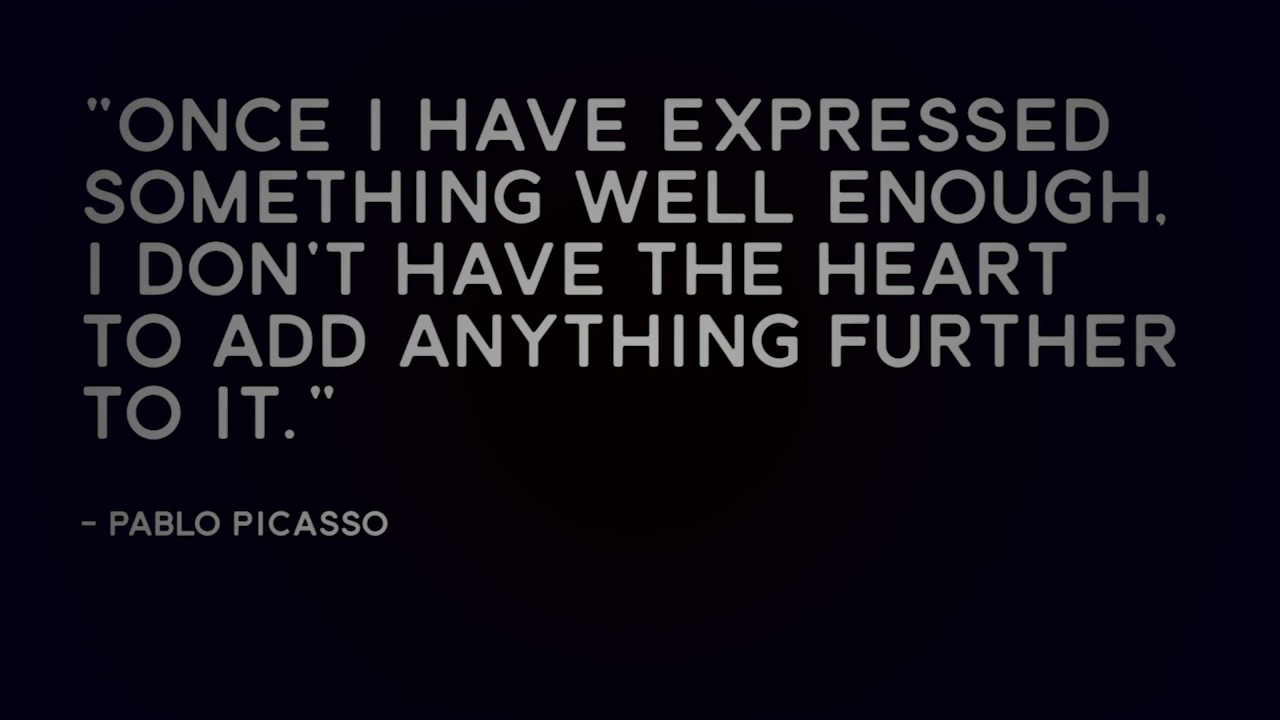 "ONCE I HAVE EXPRESSED
SOMETHING WELL ENOUGH,
I DON'T HAVE THE HEART
TO ADD ANYTHING FURTHER
TO IT."
- PABLO PICASSO